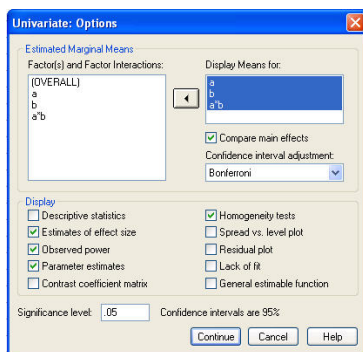 Univariate: Options
Estimated Marginal Means
Factor(s) and Factor Interactions:
(OVERALL)
a
b
a*b
Display Means for:
a
b
a*b
Compare main effects
Confidence interval adjustment:
Bonferroni
Display
Descriptive statistics
Estimates of effect size
Observed power
Parameter estimates
Contrast coefficient matrix
Homogeneity tests
Spread vs. level plot
Residual plot
Lack of fit
General estimable function
Significance level: .05 Confidence intervals are 95%
Continue Cancel Help